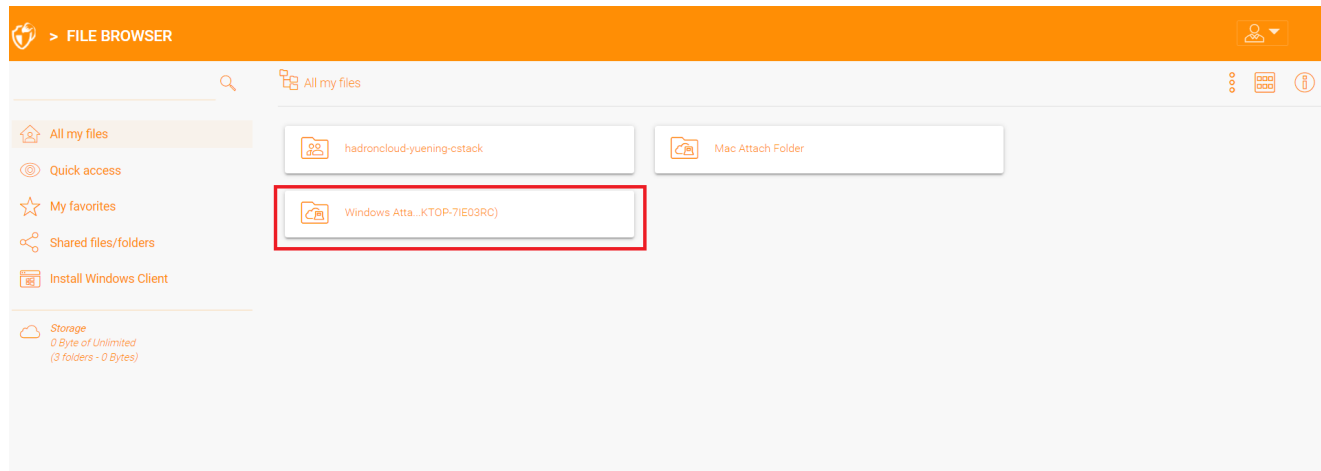 > FILE BROWSER
All my files
All my files
Quick access
My favorites
Shared files/folders
Install Windows Client
Storage
0 Byte of Unlimited
(3 folders - 0 Bytes)
hadroncloud-yuening-cstack
Mac Attach Folder
Windows Atta...KTOP-7IE03RC)